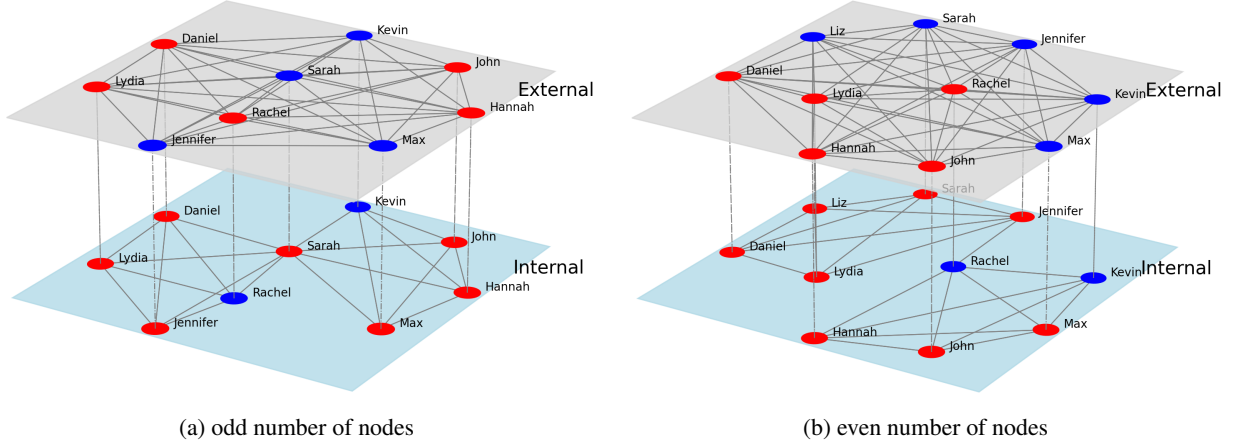 Daniel
Kevin
Lydia
Sarah
John
Rachel
Hannah
Jennifer
Max
External
Daniel
Kevin
Lydia
Sarah
John
Rachel
Hannah
Jennifer
Max
Internal
(a) odd number of nodes
Liz
Sarah
Jennifer
Daniel
Lydia
Rachel
Kevin
Hannah
John
Max
External
Sarah
Liz
Jennifer
Daniel
Lydia
Rachel
Kevin
Hannah
John
Max
Internal
(b) even number of nodes